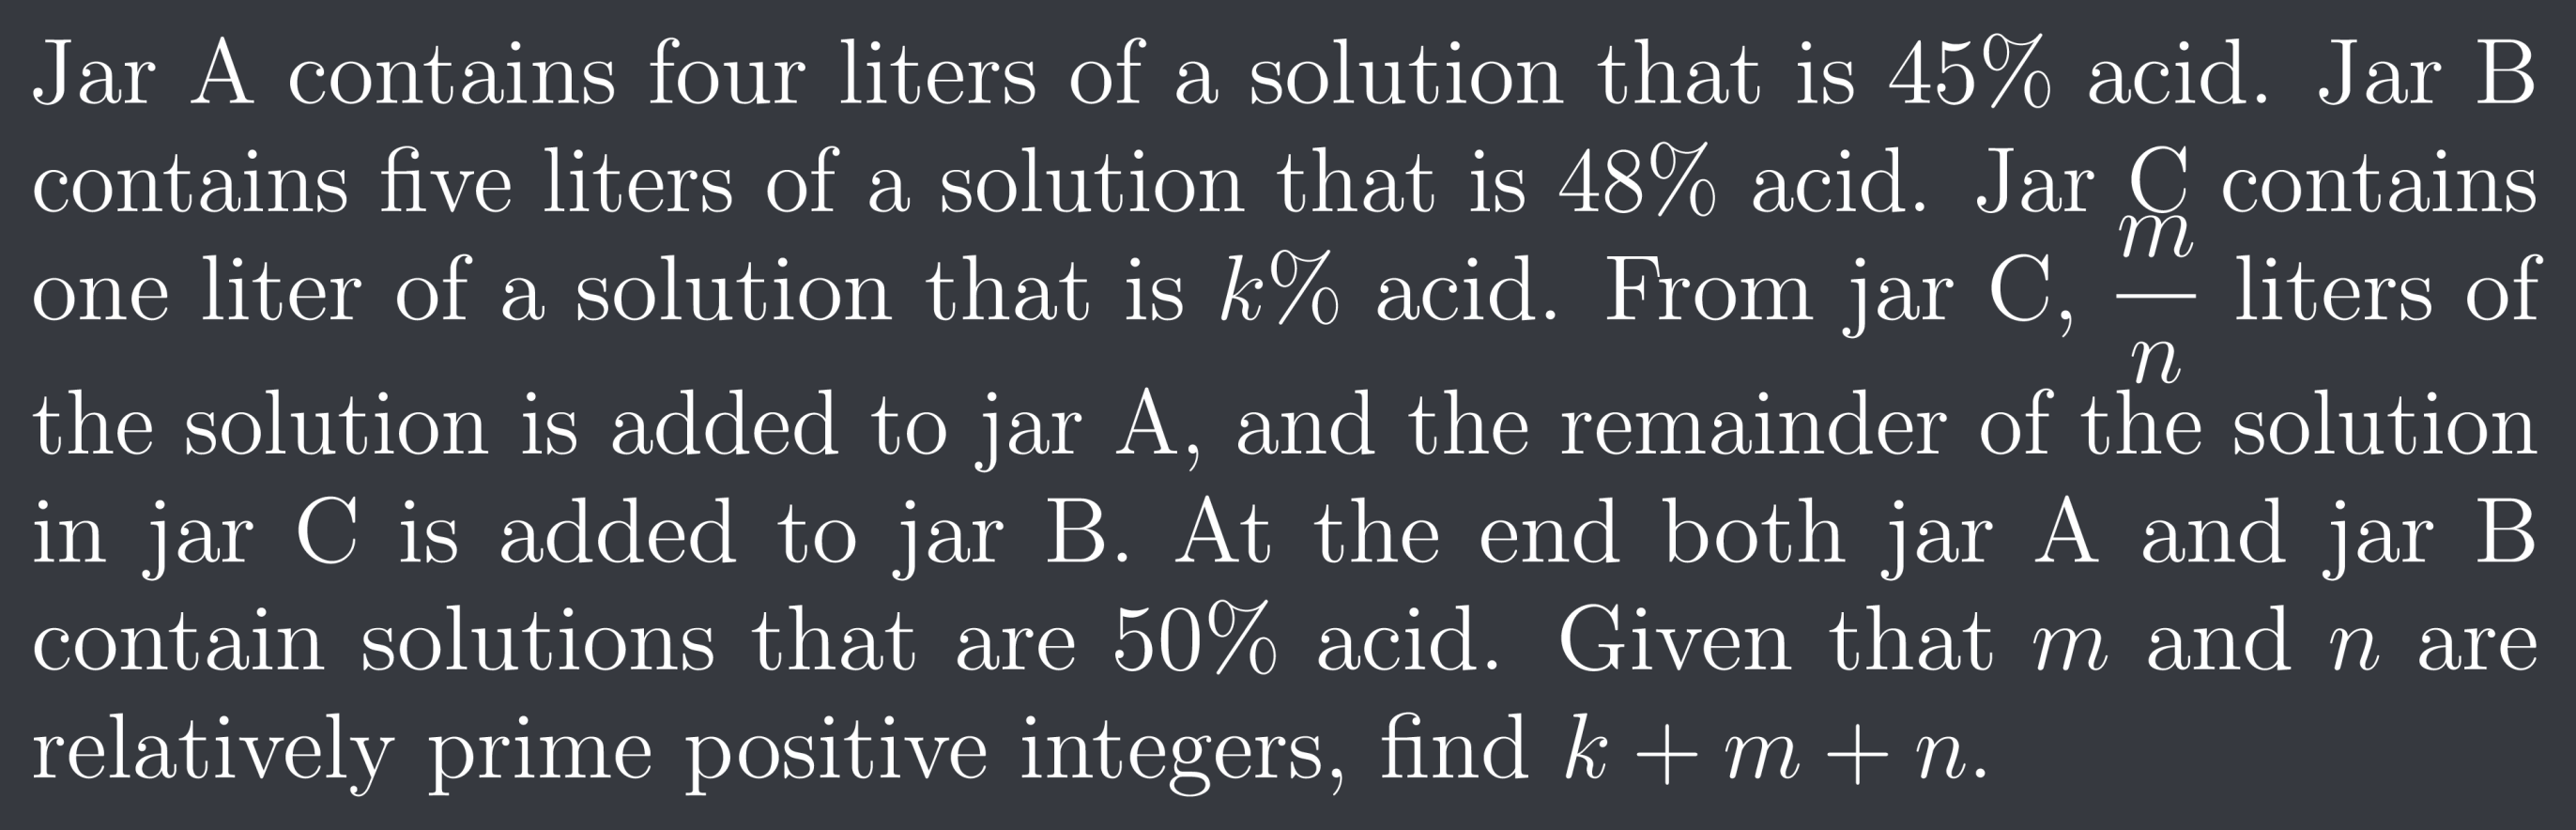 Jar A contains four liters of a solution that is 45% acid. Jar B
contains five liters of a solution that is 48% acid. Jar C contains
one liter of a solution that is k% acid. From jar C, \frac{m}{n} liters of
the solution is added to jar A, and the remainder of the solution
in jar C is added to jar B. At the end both jar A and jar B
contain solutions that are 50% acid. Given that m and n are
relatively prime positive integers, find k + m + n.